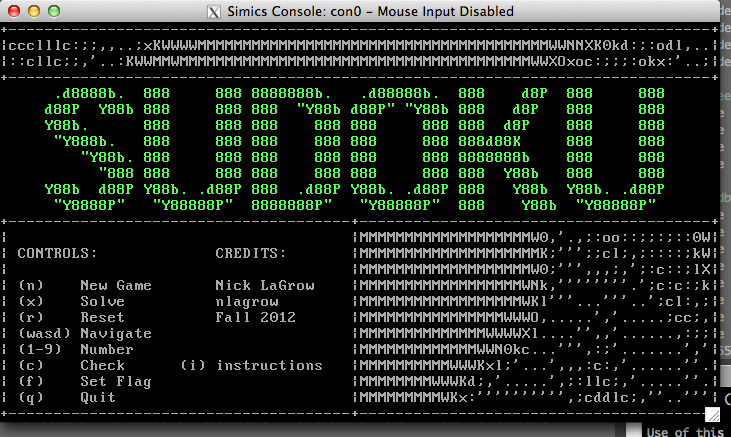 Simics Console: con0 - Mouse Input Disabled
SUDOKU
CONTROLS: CREDITS:
(n) New Game Nick LaGrow
(x) Solve nlagrow
(r) Reset Fall 2012
(wasd) Navigate
(1-9) Number
(c) Check (i) instructions
(f) Set Flag
(q) Quit
Use of this